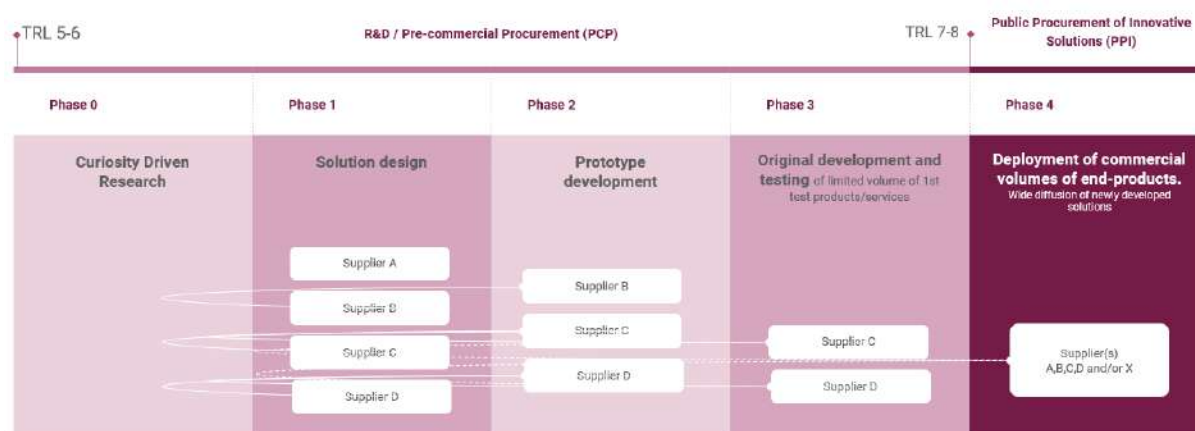 TRL 5-6
R&D / Pre-commercial Procurement (PCP)
TRL 7-8
Public Procurement of Innovative
Solutions (PPI)
Phase 0
Phase 1
Phase 2
Phase 3
Phase 4
Curiosity Driven
Research
Solution design
Prototype
development
Original development and
testing of limited volume of 1st
test products/services
Deployment of commercial
volumes of end-products.
Wide diffusion of newly developed
solutions
Supplier A
Supplier B
Supplier C
Supplier D
Supplier B
Supplier C
Supplier D
Supplier C
Supplier D
Supplier(s)
A,B,C,D and/or X